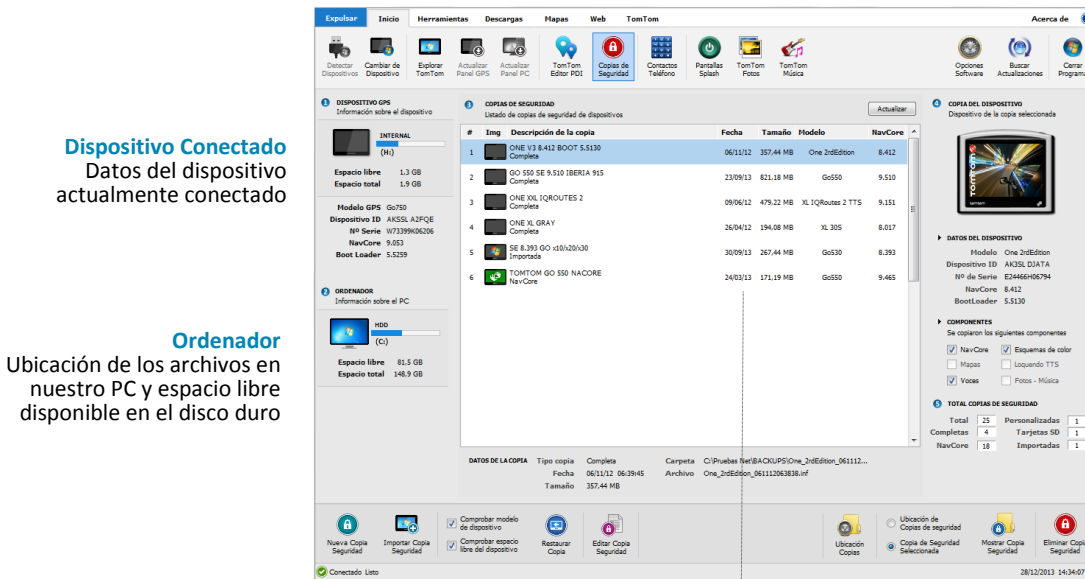 Expulsar Inicio Herramientas Descargas Mapas Web TomTom Acerca de
Detectar Dispositivos
Cambiar de Dispositivo
Explorar TomTom
Actualizar Panel GPS
Actualizar Panel PC
TomTom Editor PDI
Copias de Seguridad
Contactos Teléfono
Pantallas Splash
TomTom Fotos
TomTom Música
Opciones Software
Buscar Actualizaciones
Cerrar
Dispositivo Conectado
Datos del dispositivo
actualmente conectado
Ordenador
Ubicación de los archivos en
nuestro PC y espacio libre
disponible en el disco duro
1 DISPOSITIVO GPS
Información sobre el dispositivo
INTERNAL
(H:)
Espacio libre 1,3 GB
Espacio total 1,9 GB
Modelo GPS Go750
Dispositivo ID AKSSL A2FQE
Nº Serie W73399K06206
NavCore 9.053
Boot Loader 5.5259
2 ORDENADOR
Información sobre el PC
HDD
(C:)
Espacio libre 81.5 GB
Espacio total 148.9 GB
3 COPIAS DE SEGURIDAD
Listado de copias de seguridad de dispositivos
Actualizar
# Img Descripción de la copia Fecha Tamaño Modelo NavCore
1 ONE V3 8.412 BOOT 5.5130 06/11/12 357,44 MB One 2rdEdition 8.412
Completa
2 GO 550 SE 9.510 IBERIA 915 23/09/13 821,18 MB Go550 9.510
Completa
3 ONE XXL IQROUTES 2 09/06/12 479,22 MB XL IQRoutes 2 TTS 9.151
Completa
4 ONE XL GRAY 26/04/12 194,08 MB XL 30S 8.017
Completa
5 SE 8.393 GO x10/x20/x30 30/09/13 267,44 MB Go530 8.393
Importada
6 TOMTOM GO 550 NACORE 24/03/13 171,19 MB Go550 9.465
NavCore
DATOS DE LA COPIA Tipo copia Completa Carpeta C:\Pruebas Net\BACKUPS\One_2rdEdition_061112...
Fecha 06/11/12 06:39:45 Archivo One_2rdEdition_061112063838.inf
Tamaño 357,44 MB
4 COPIA DEL DISPOSITIVO
Dispositivo de la copia seleccionada
tomtom
tomtom
DATOS DEL DISPOSITIVO
Modelo One 2rdEdition
Dispositivo ID AK3SL DJATA
Nº de Serie E24466H06794
NavCore 8.412
BootLoader 5.5130
COMPONENTES
Se copiaron los siguientes componentes
NavCore Esquemas de color
Mapas Loquendo TTS
Voces Fotos - Música
5 TOTAL COPIAS DE SEGURIDAD
Total 25 Personalizadas 1
Completas 4 Tarjetas SD 1
NavCore 18 Importadas 1
Nueva Copia Seguridad
Importar Copia Seguridad
Comprobar modelo de dispositivo
Comprobar espacio libre del dispositivo
Restaurar Copia
Editar Copia Seguridad
Ubicación Copias
Ubicación de Copias de seguridad
Copia de Seguridad Seleccionada
Mostrar Copia Seguridad
Eliminar Copia Seguridad
Conectado Listo 28/12/2013 14:34:07